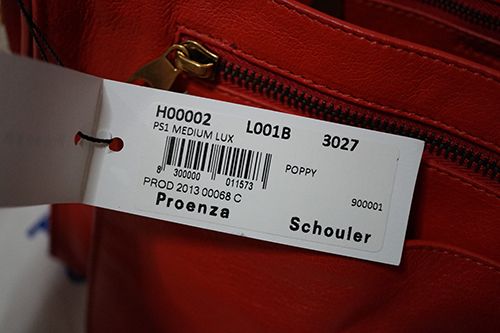 H00002 L001B 3027
PS1 MEDIUM LUX
POPPY
8 300000 011573
900001
PROD 2013 00068 C
Proenza Schouler